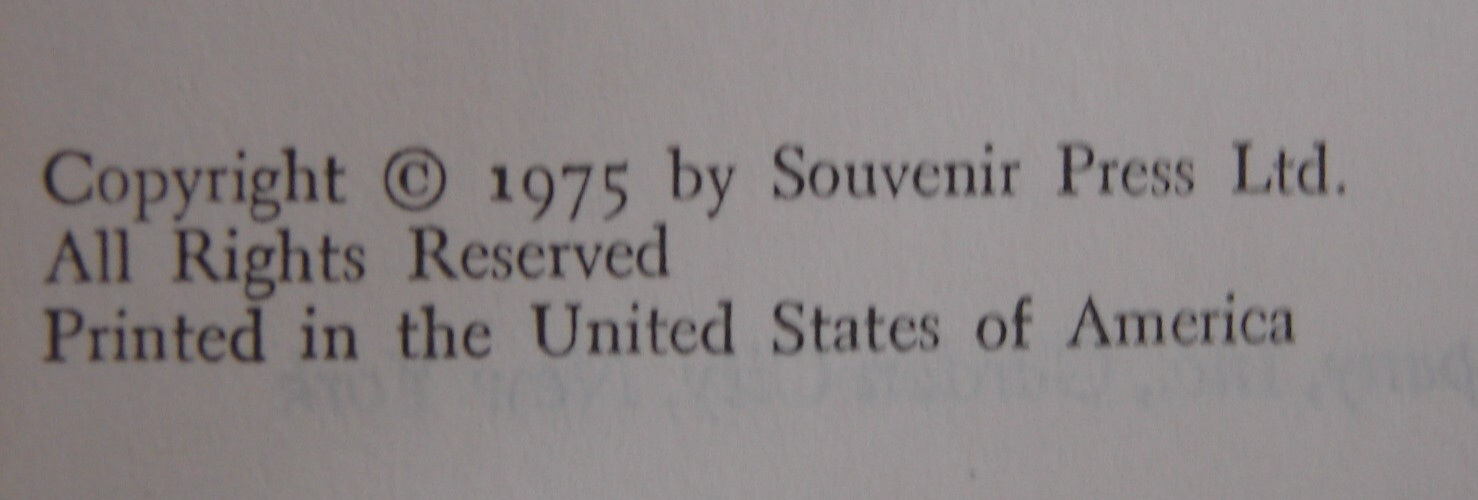 Copyright © 1975 by Souvenir Press Ltd.
All Rights Reserved
Printed in the United States of America